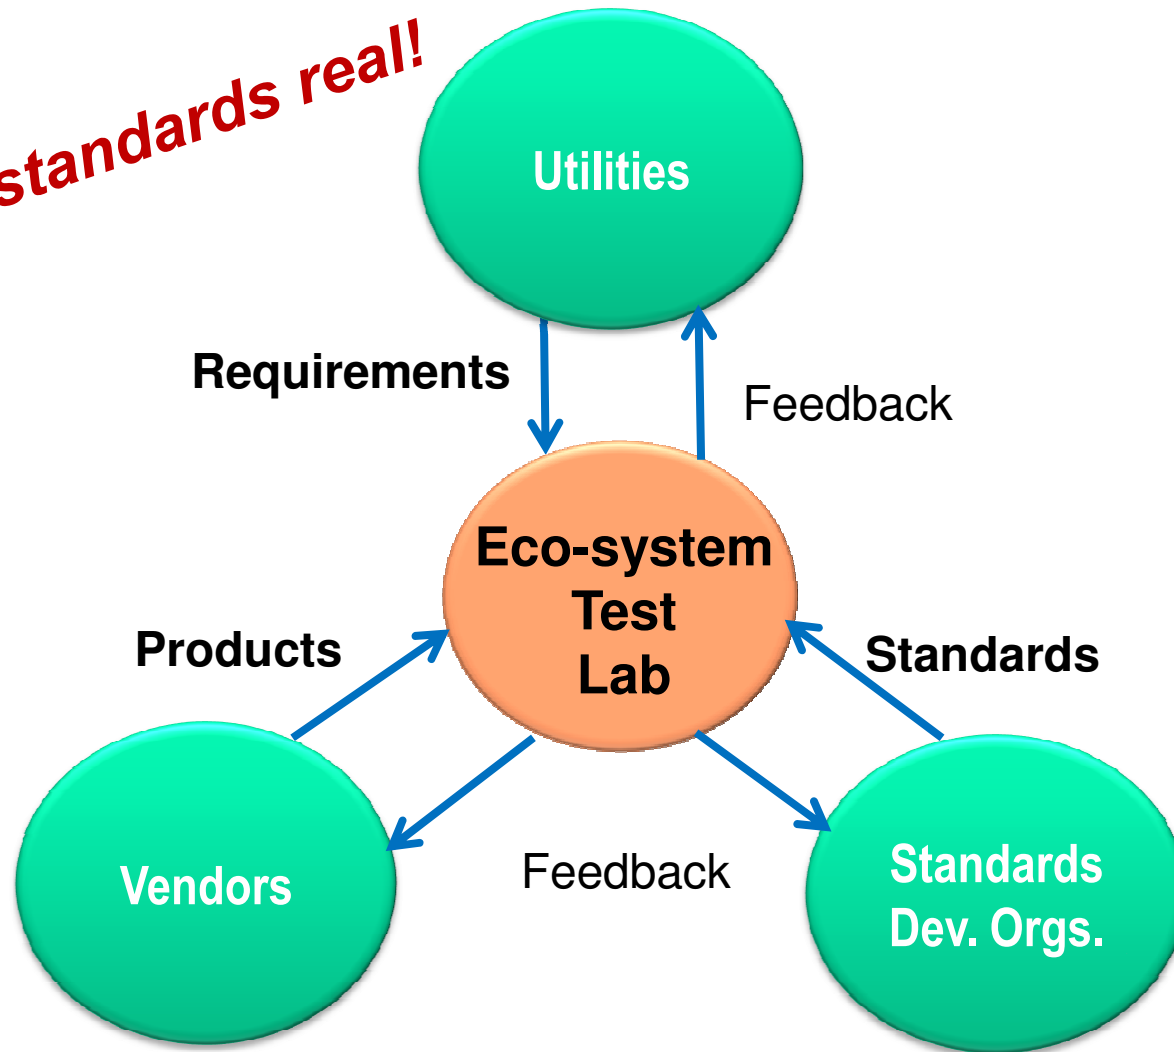 standards real!
Utilities
Requirements
Feedback
Eco-system
Test
Lab
Products
Standards
Vendors
Feedback
Standards
Dev. Orgs.